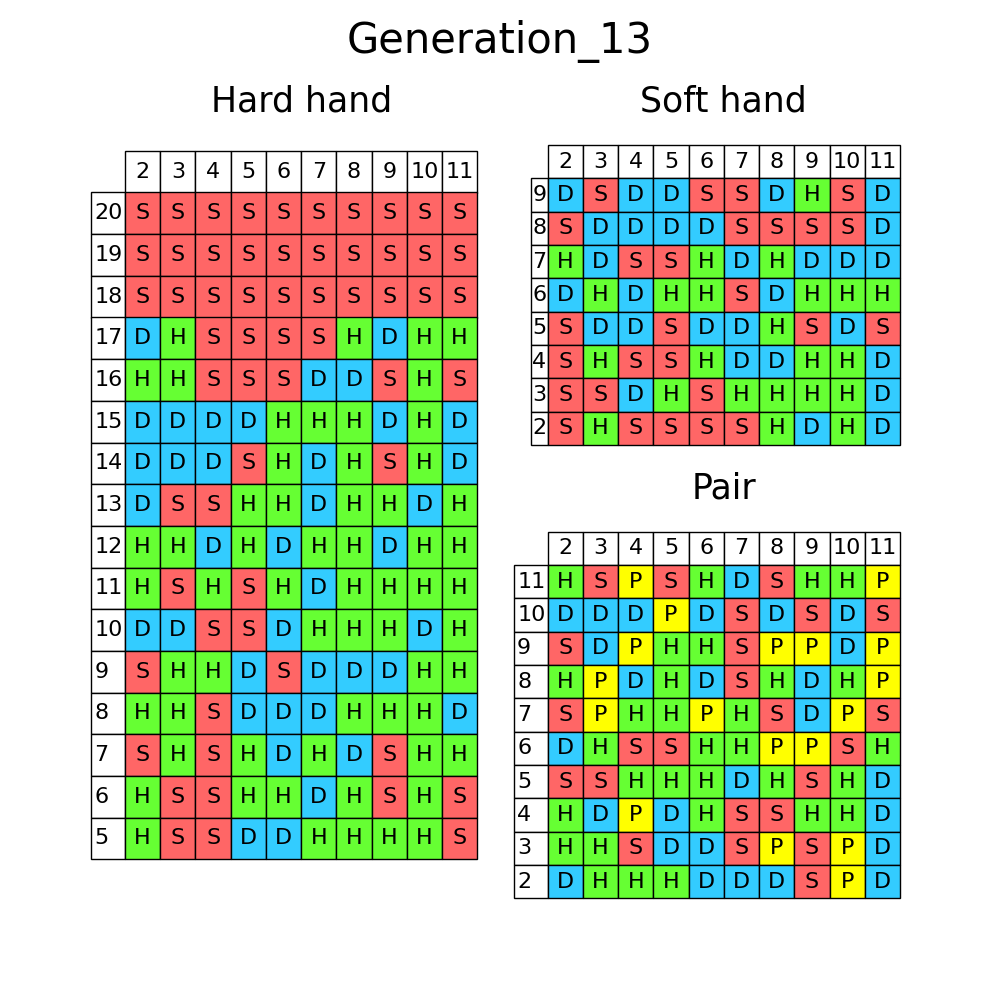 Generation_13
Hard hand
2 3 4 5 6 7 8 9 10 11
20 S S S S S S S S S S
19 S S S S S S S S S S
18 S S S S S S S S S S
17 D H S S S S H D H H
16 H H S S S D D S H S
15 D D D D H H H D H D
14 D D D S H D H S H D
13 D S S H H D H H D H
12 H H D H D H H D H H
11 H S H S H D H H H H
10 D D S S D H H H D H
9 S H H D S D D D H H
8 H H S D D D H H H D
7 S H S H D H D S H H
6 H S S H H D H S H S
5 H S S D D H H H H S
Soft hand
2 3 4 5 6 7 8 9 10 11
9 D S D D S S D H S D
8 S D D D D S S S S D
7 H D S S H D H D D D
6 D H D H H S D H H H
5 S D D S D D H S D S
4 S H S S H D D H H D
3 S S D H S H H H H D
2 S H S S S S H D H D
Pair
2 3 4 5 6 7 8 9 10 11
11 H S P S H D S H H P
10 D D D P D S D S D S
9 S D P H H S P P D P
8 H P D H D S H D H P
7 S P H H P H S D P S
6 D H S S H H P P S H
5 S S H H H D H S H D
4 H D P D H S S H H D
3 H H S D D S P S P D
2 D H H H D D D S P D